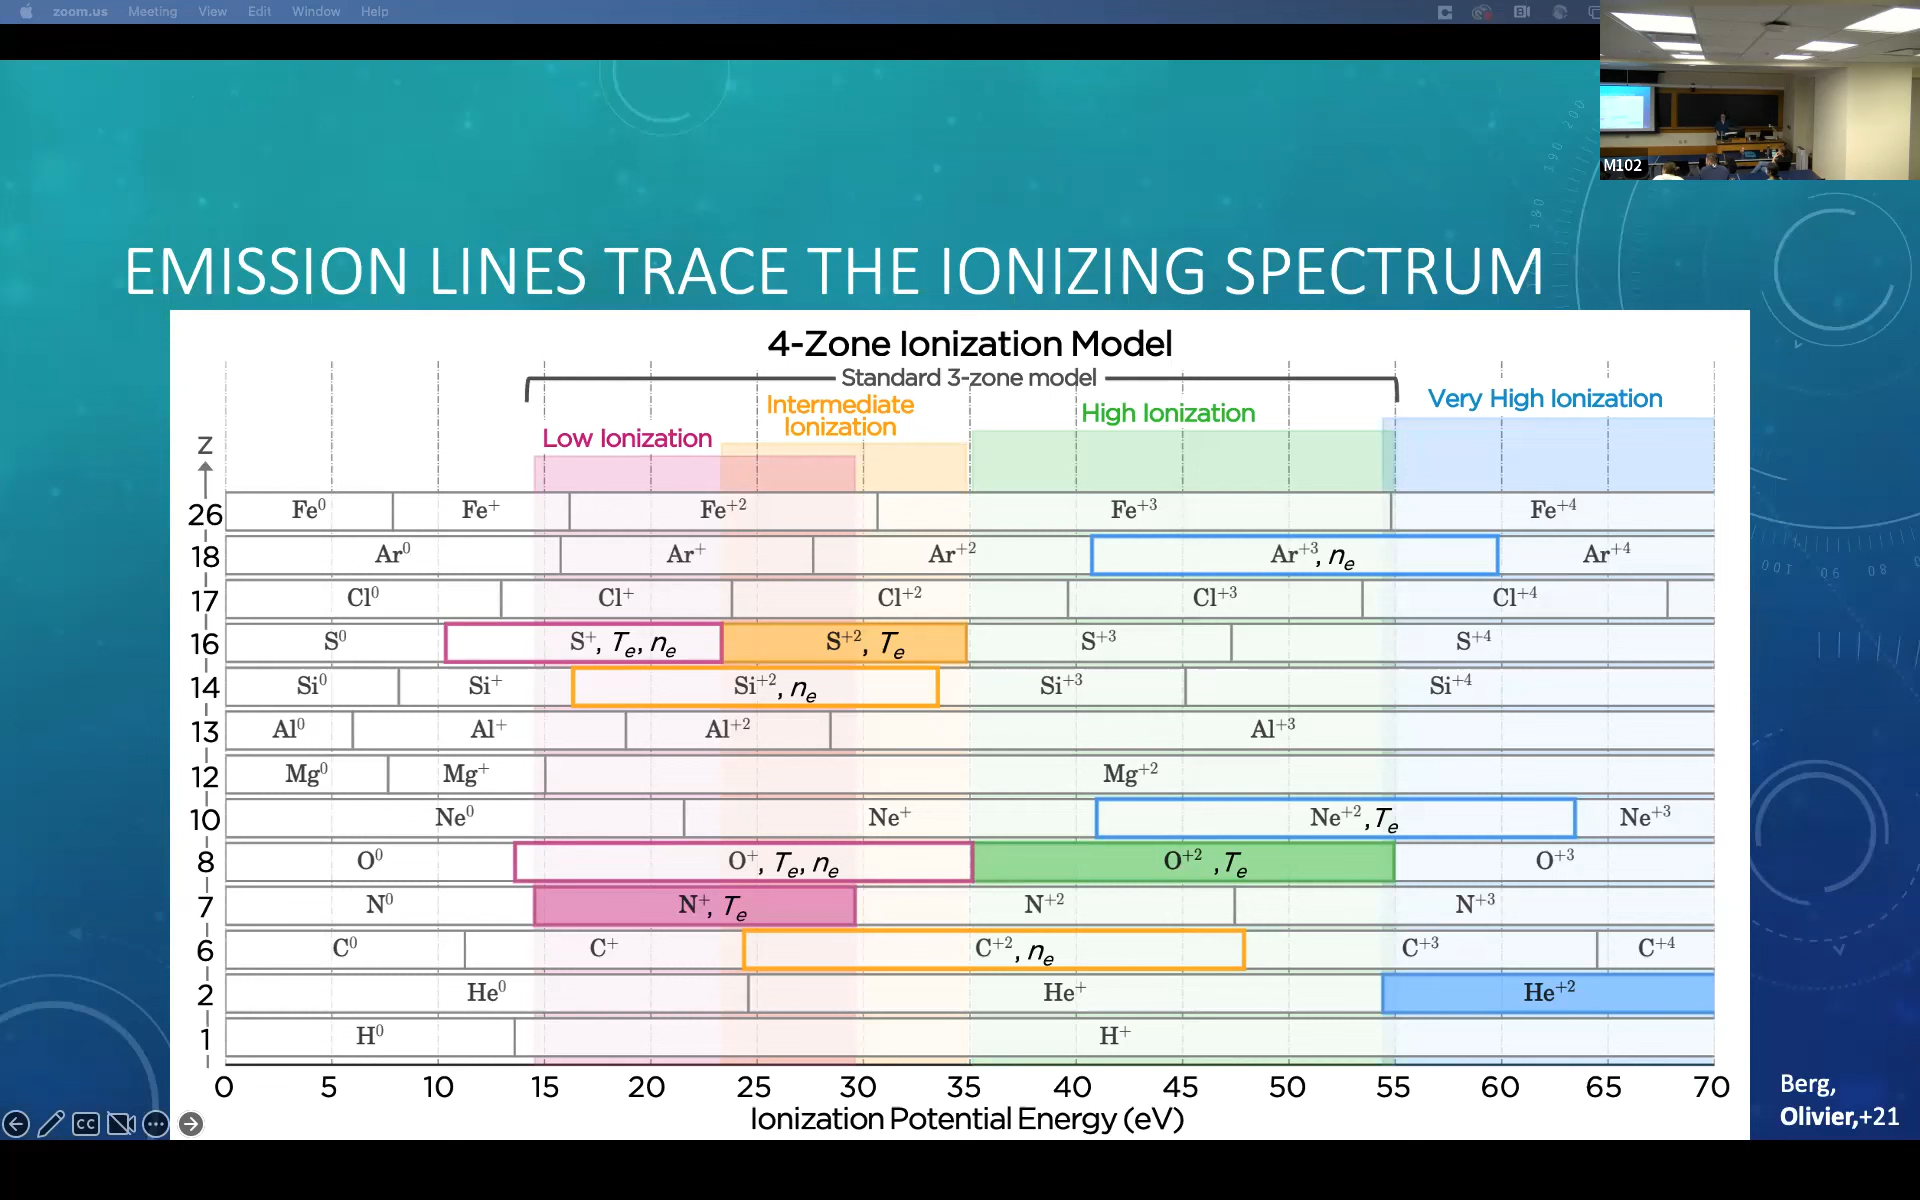 zoom.us Meeting View Edit Window Help
M102
EMISSION LINES TRACE THE IONIZING SPECTRUM
4-Zone Ionization Model
Standard 3-zone model
Low Ionization
Intermediate
Ionization
High Ionization
Very High Ionization
Z
26 Fe⁰ Fe⁺ Fe⁺² Fe⁺³ Fe⁺⁴
18 Ar⁰ Ar⁺ Ar⁺² Ar⁺³, nₑ Ar⁺⁴
17 Cl⁰ Cl⁺ Cl⁺² Cl⁺³ Cl⁺⁴
16 S⁰ S⁺, Tₑ, nₑ S⁺², Tₑ S⁺³ S⁺⁴
14 Si⁰ Si⁺ Si⁺², nₑ Si⁺³ Si⁺⁴
13 Al⁰ Al⁺ Al⁺² Al⁺³
12 Mg⁰ Mg⁺ Mg⁺²
10 Ne⁰ Ne⁺ Ne⁺², Tₑ Ne⁺³
8 O⁰ O⁺, Tₑ, nₑ O⁺² , Tₑ O⁺³
7 N⁰ N⁺, Tₑ N⁺² N⁺³
6 C⁰ C⁺ C⁺², nₑ C⁺³ C⁺⁴
2 He⁰ He⁺ He⁺²
1 H⁰ H⁺
0 5 10 15 20 25 30 35 40 45 50 55 60 65 70
Ionization Potential Energy (eV)
Berg,
Olivier,+21
CC
180 190 200
100 90 80